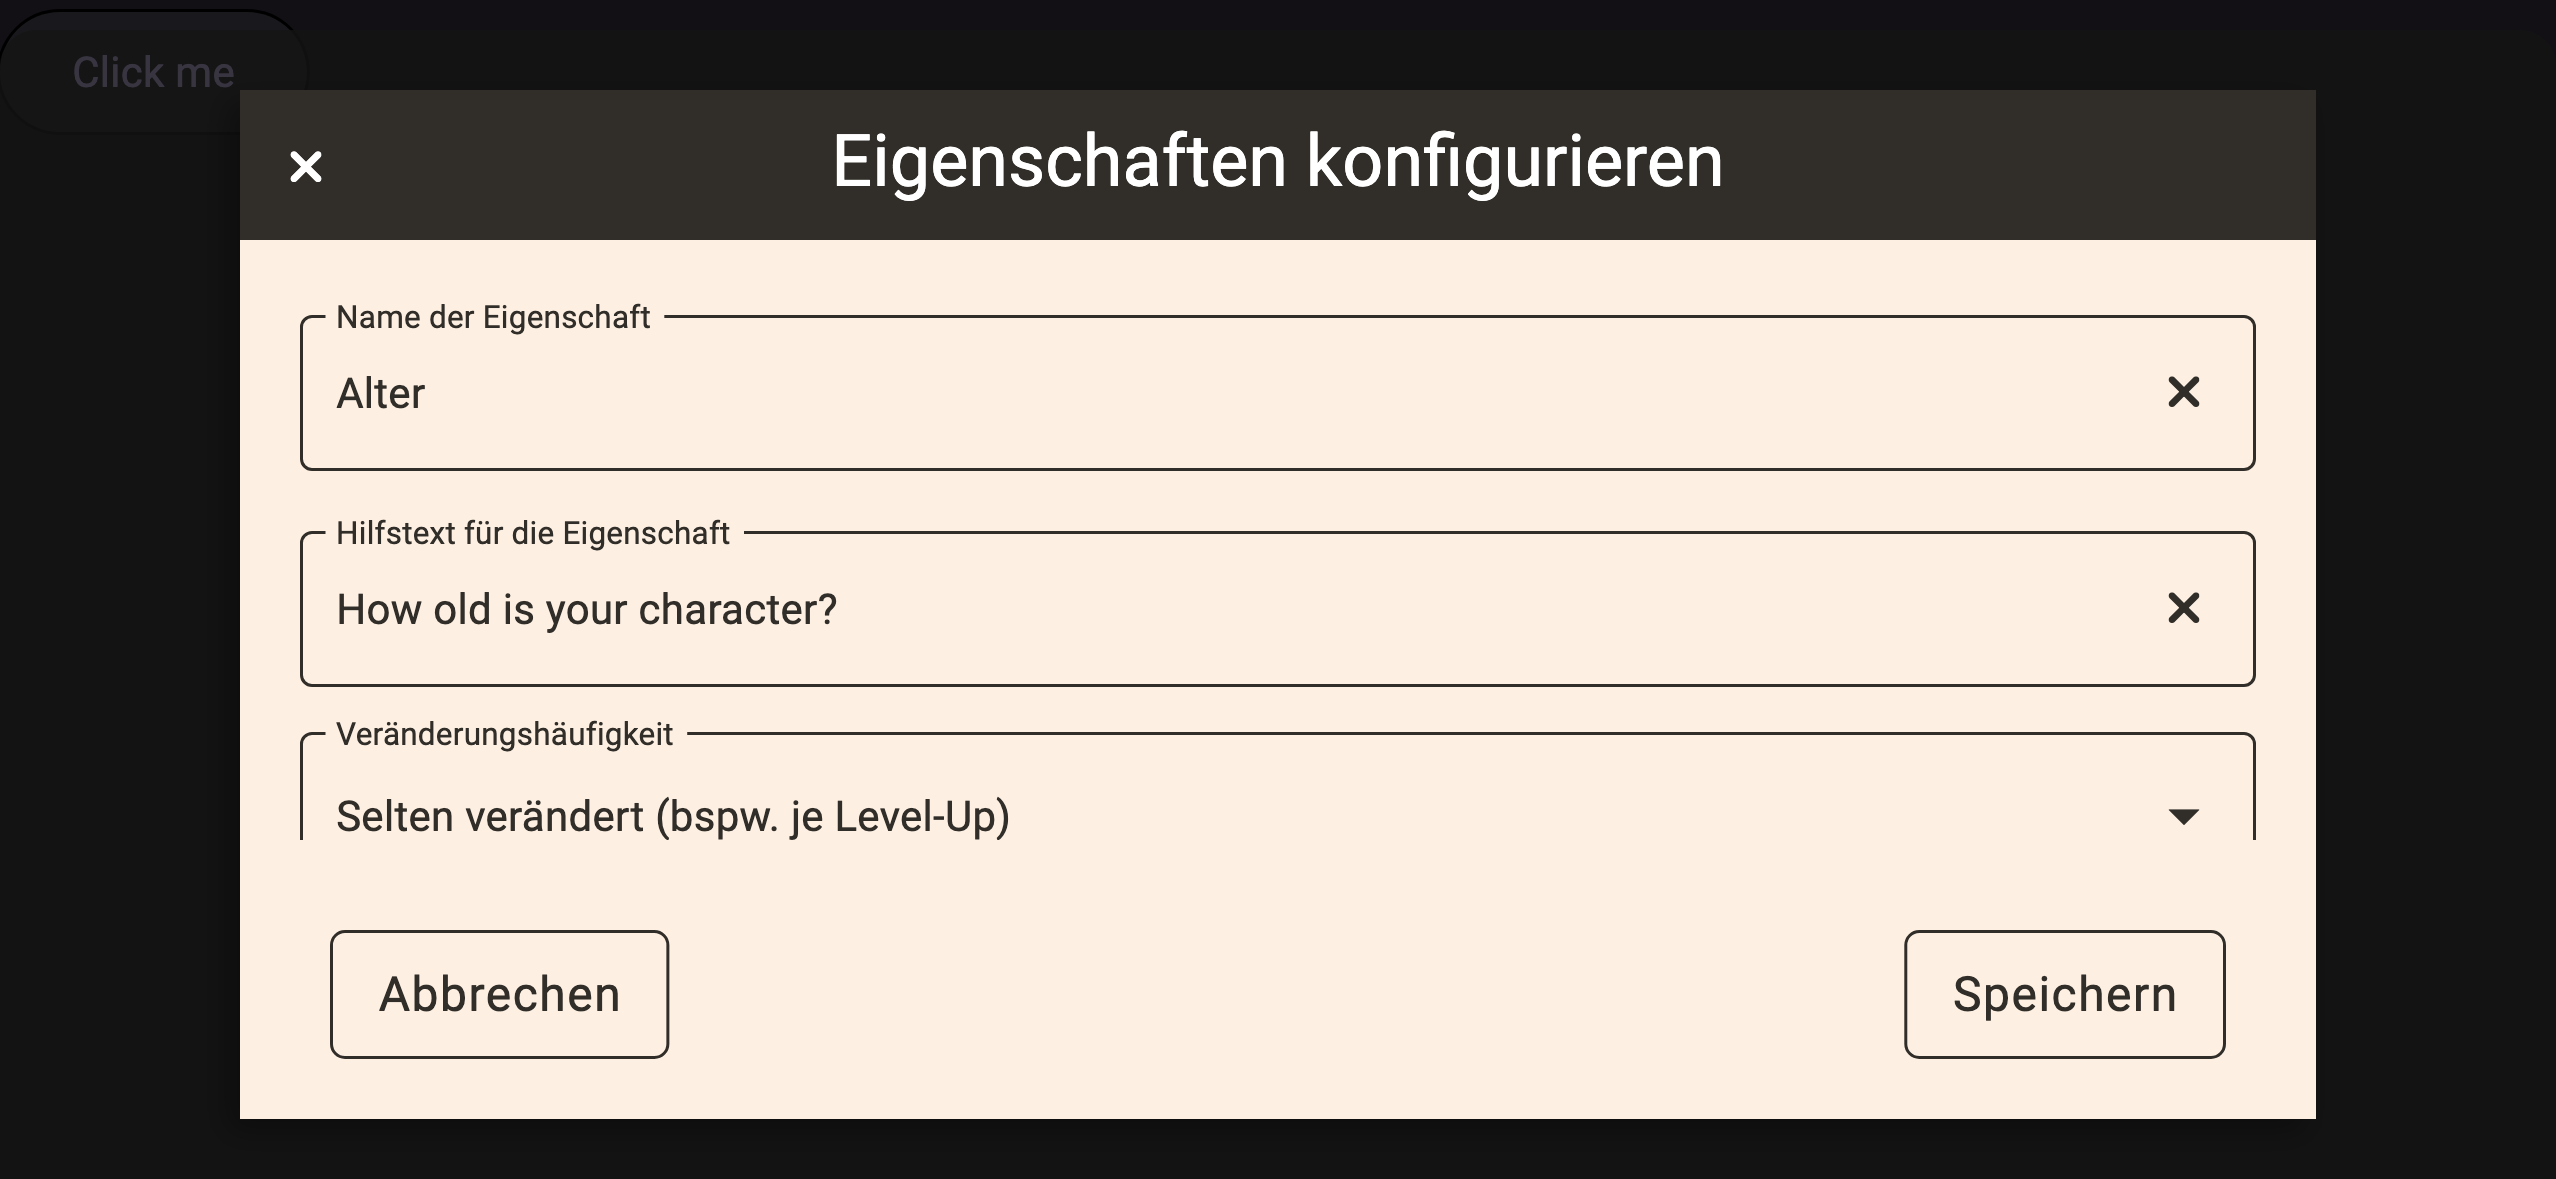 Click me
Eigenschaften konfigurieren
Name der Eigenschaft
Alter
Hilfstext für die Eigenschaft
How old is your character?
Veränderungshäufigkeit
Selten verändert (bspw. je Level-Up)
Abbrechen
Speichern